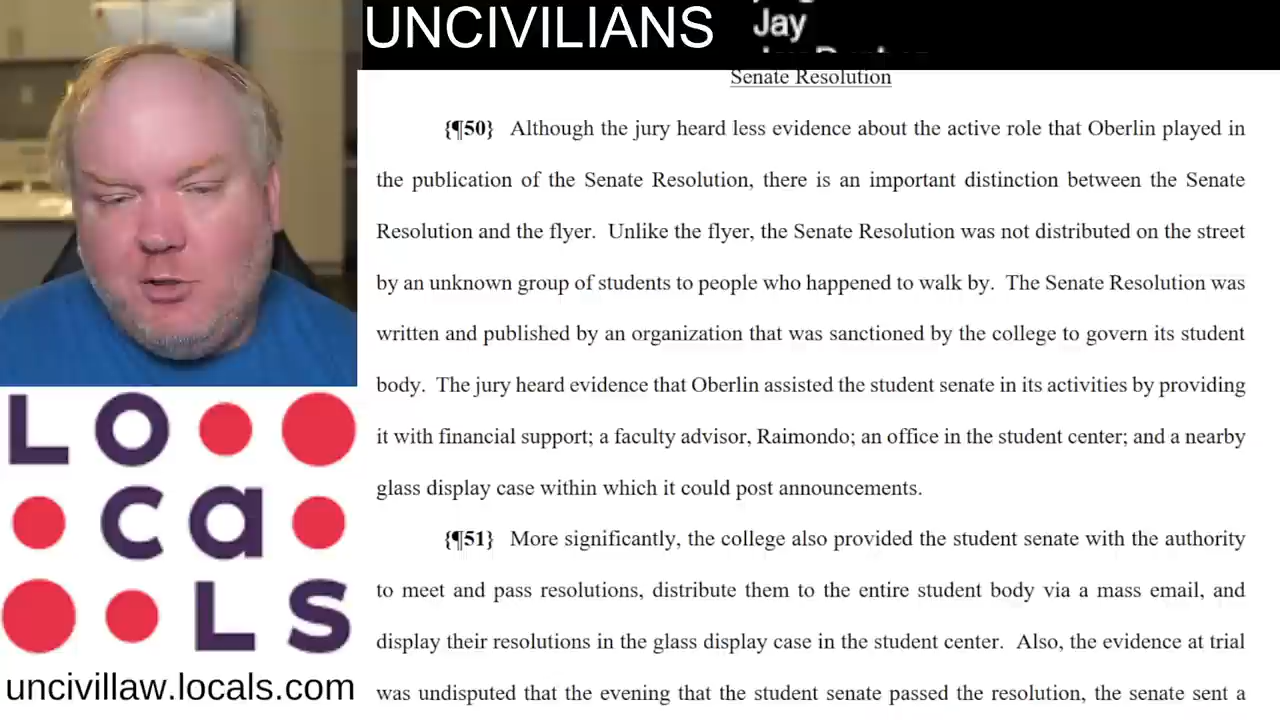 UNCIVILIANS
Jay
Senate Resolution
{¶50} Although the jury heard less evidence about the active role that Oberlin played in
the publication of the Senate Resolution, there is an important distinction between the Senate
Resolution and the flyer. Unlike the flyer, the Senate Resolution was not distributed on the street
by an unknown group of students to people who happened to walk by. The Senate Resolution was
written and published by an organization that was sanctioned by the college to govern its student
body. The jury heard evidence that Oberlin assisted the student senate in its activities by providing
it with financial support; a faculty advisor, Raimondo; an office in the student center; and a nearby
glass display case within which it could post announcements.
{¶51} More significantly, the college also provided the student senate with the authority
to meet and pass resolutions, distribute them to the entire student body via a mass email, and
display their resolutions in the glass display case in the student center. Also, the evidence at trial
was undisputed that the evening that the student senate passed the resolution, the senate sent a
LO
ca
LS
uncivillaw.locals.com